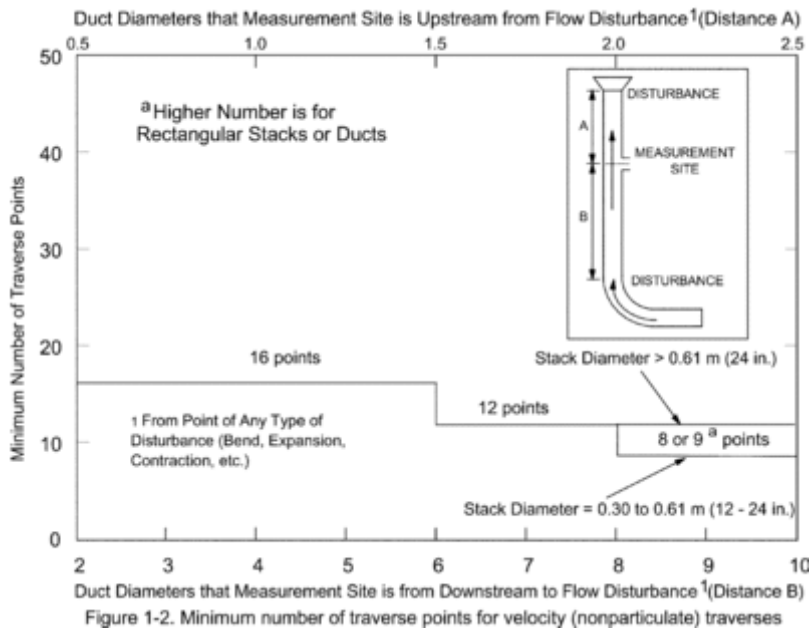 Duct Diameters that Measurement Site is Upstream from Flow Disturbance¹(Distance A)
0.5 1.0 1.5 2.0 2.5
50
40
30
20
10
0
Minimum Number of Traverse Points
a Higher Number is for
Rectangular Stacks or Ducts
DISTURBANCE
A
MEASUREMENT
SITE
B
DISTURBANCE
16 points
Stack Diameter > 0.61 m (24 in.)
12 points
1 From Point of Any Type of
Disturbance (Bend, Expansion,
Contraction, etc.)
8 or 9 a points
Stack Diameter = 0.30 to 0.61 m (12 - 24 in.)
2 3 4 5 6 7 8 9 10
Duct Diameters that Measurement Site is from Downstream to Flow Disturbance¹(Distance B)
Figure 1-2. Minimum number of traverse points for velocity (nonparticulate) traverses